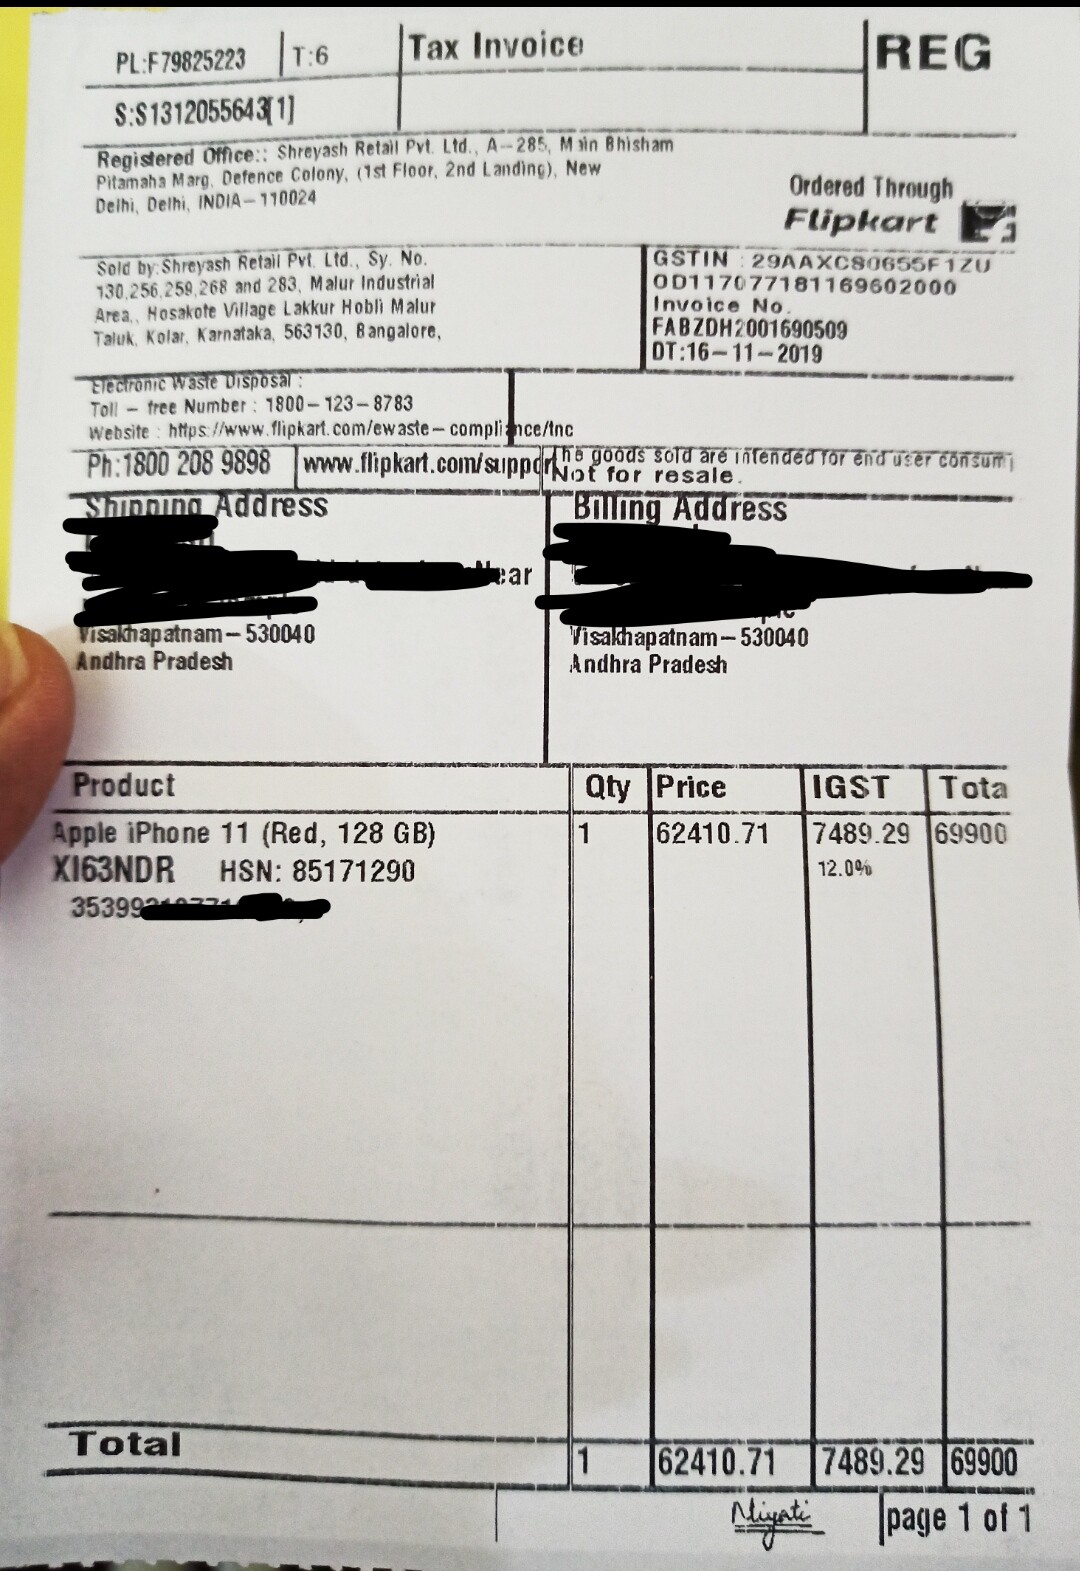 PL:F79825223 T:6 Tax Invoice REG
S:S1312055643[1]
Registered Office:: Shreyash Retail Pvt. Ltd., A-285, Main Bhisham
Pitamaha Marg, Defence Colony, (1st Floor, 2nd Landing), New
Delhi, Delhi, INDIA-110024
Ordered Through
Flipkart
Sold by:Shreyash Retail Pvt. Ltd., Sy. No.
130,256,259,268 and 283, Malur Industrial
Area,, Hosakote Village Lakkur Hobli Malur
Taluk, Kolar, Karnataka, 563130, Bangalore,
GSTIN : 29AAXCS0655F1ZU
OD117077181169602000
Invoice No.
FABZDH2001690509
DT:16-11-2019
Electronic Waste Disposal :
Toll - free Number : 1800-123-8783
Website : https://www.flipkart.com/ewaste-compliance/tnc
Ph:1800 208 9898 www.flipkart.com/support
The goods sold are intended for end user consum
Not for resale.
Shipping Address
ear
Visakhapatnam-530040
Andhra Pradesh
Billing Address
Visakhapatnam-530040
Andhra Pradesh
Product Qty Price IGST Tota
Apple iPhone 11 (Red, 128 GB) 1 62410.71 7489.29 69900
XI63NDR HSN: 85171290 12.0%
35399
Total 1 62410.71 7489.29 69900
Niyati page 1 of 1